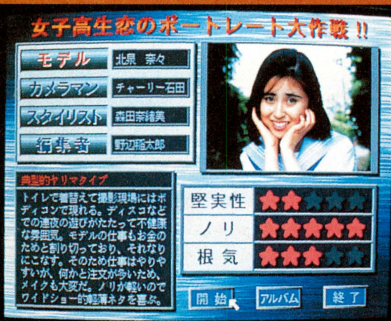 女子高生恋のポートレート大作戦!!
モデル 北泉 奈々
カメラマン チャーリー石田
スタイリスト 森田奈緒美
編集者 野辺稲太郎
典型的ヤリマタイプ
トイレで着替えて撮影現場にはボ
ディコンで現れる。ディスコなど
での連夜の遊びがたたって不健康
な雰囲気。モデルの仕事もお金の
ためと割り切っており、それなり
にこなす。そのため仕事はやりや
すいが、何かと注文が多いため、
メイクも大変だ。ノリが軽いので
ワイドショー的軽薄ネタを喜ぶ。
堅実性 ★★☆☆☆
ノリ ★★★★★
根気 ★★★☆☆
開始 アルバム 終了